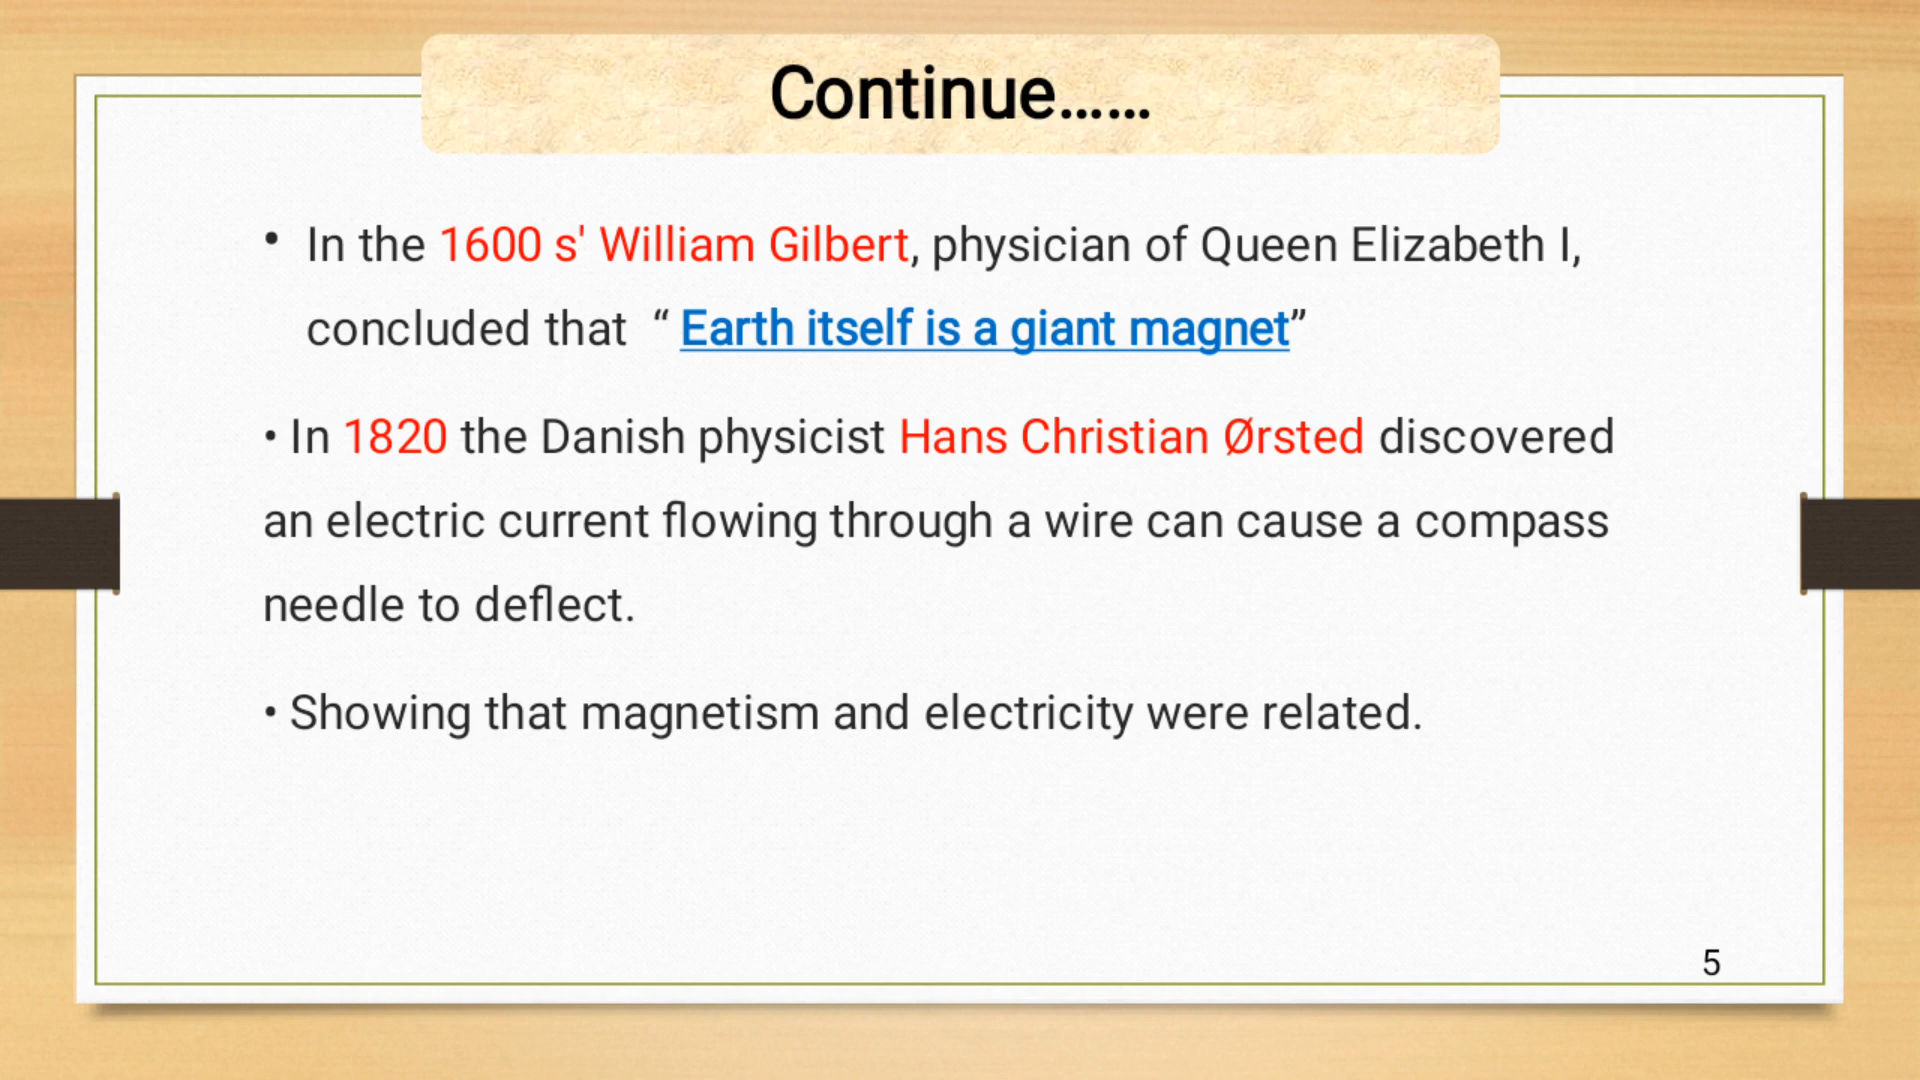 Continue......
• In the 1600 s' William Gilbert, physician of Queen Elizabeth I,
concluded that “ Earth itself is a giant magnet”
• In 1820 the Danish physicist Hans Christian Ørsted discovered
an electric current flowing through a wire can cause a compass
needle to deflect.
• Showing that magnetism and electricity were related.
5